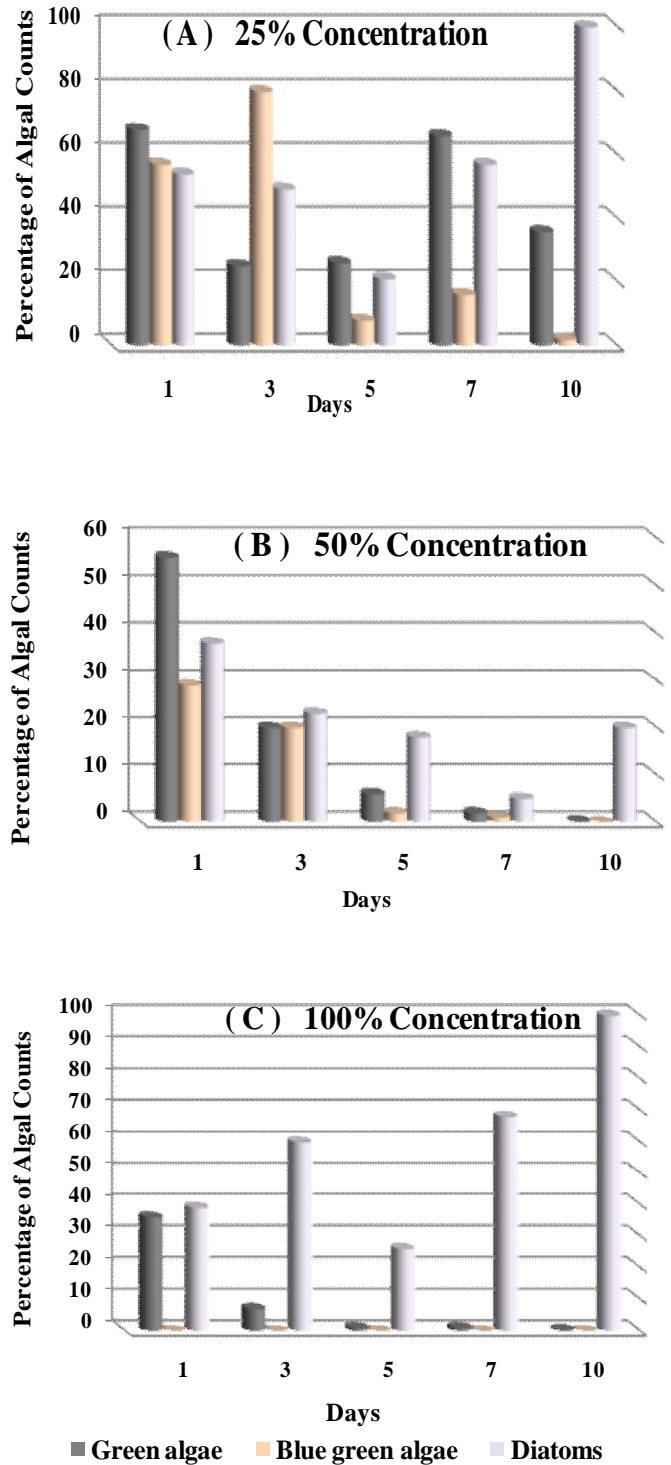 ( A ) 25% Concentration
Percentage of Algal Counts
100
80
60
40
20
0
1 3 5 7 10
Days
( B ) 50% Concentration
Percentage of Algal Counts
60
50
40
30
20
10
0
1 3 5 7 10
Days
( C ) 100% Concentration
Percentage of Algal Counts
100
90
80
70
60
50
40
30
20
10
0
1 3 5 7 10
Days
Green algae Blue green algae Diatoms